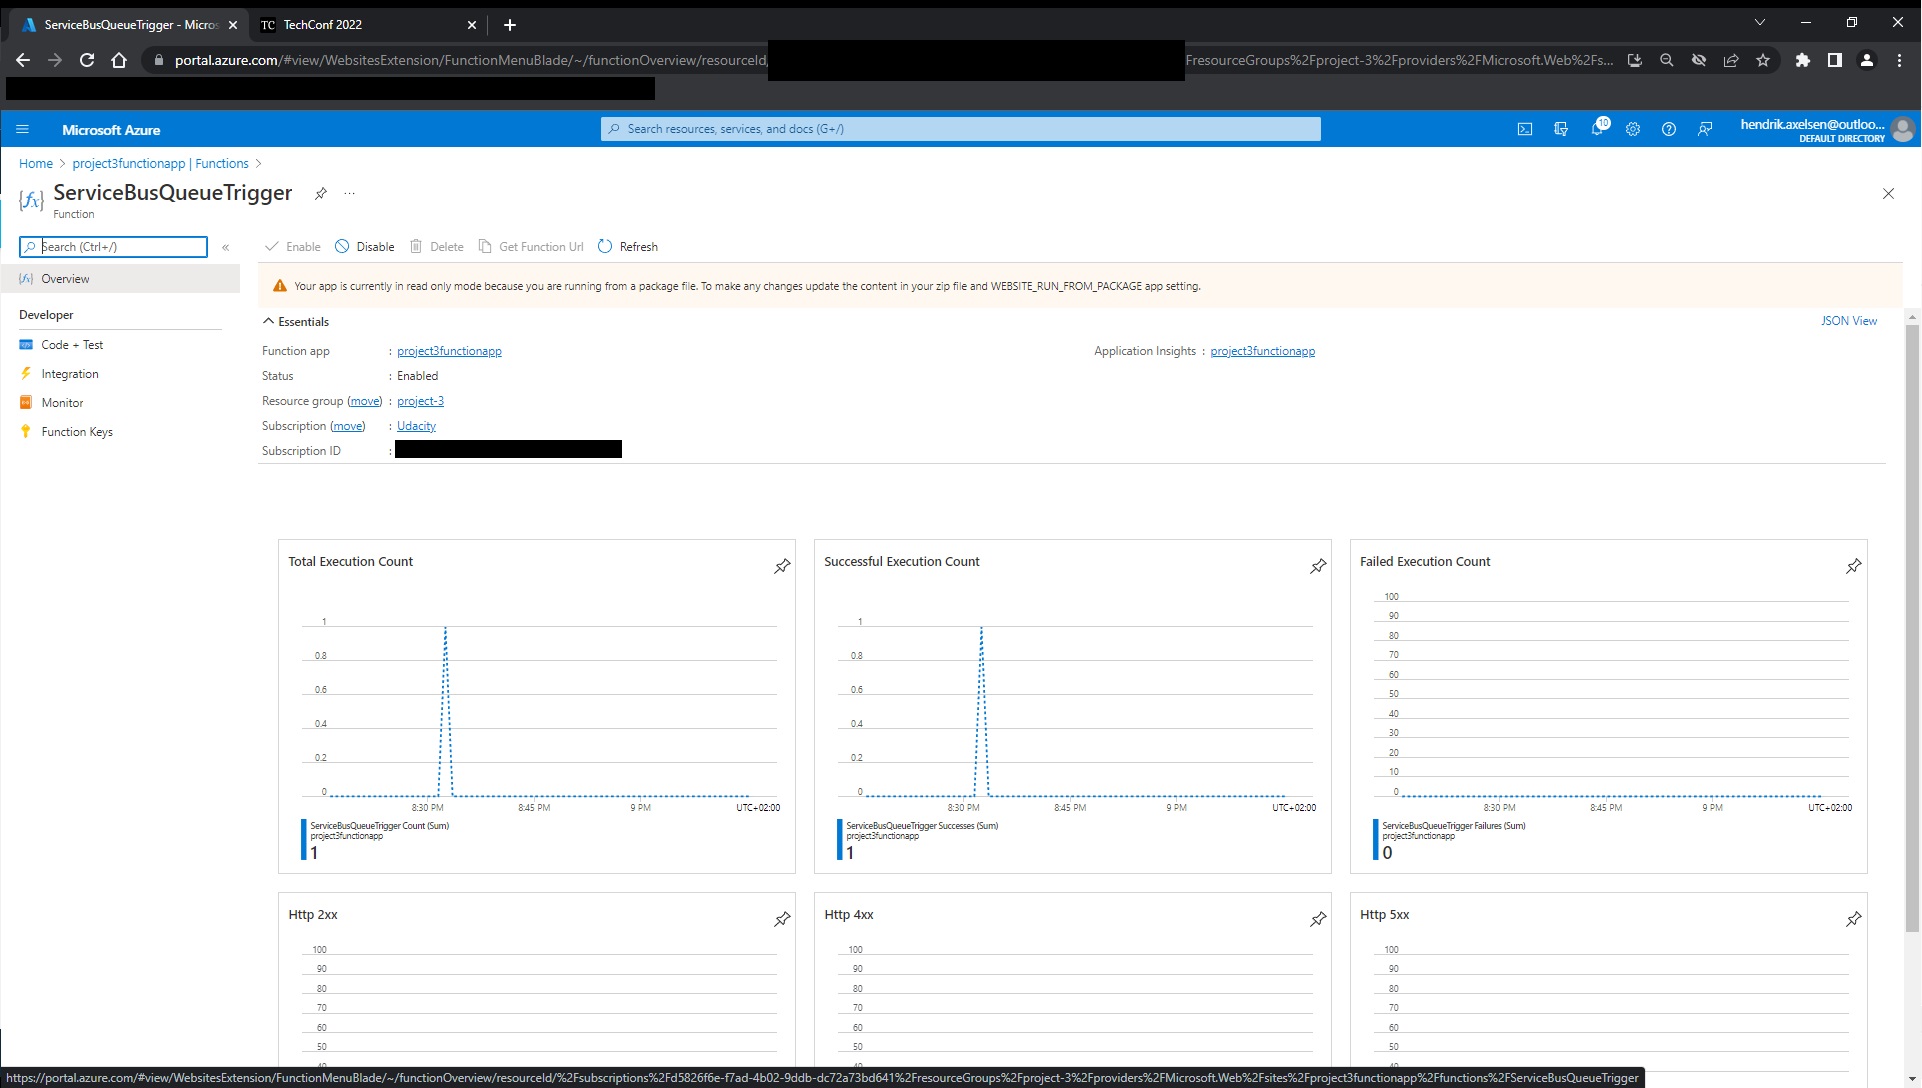 ServiceBusQueueTrigger - Micros
TechConf 2022
portal.azure.com/#view/WebsitesExtension/FunctionMenuBlade/~/functionOverview/resourceId, FresourceGroups%2Fproject-3%2Fproviders%2FMicrosoft.Web%2Fs...
Microsoft Azure
Search resources, services, and docs (G+/)
10
hendrik.axelsen@outloo...
DEFAULT DIRECTORY
Home > project3functionapp | Functions >
{fx} ServiceBusQueueTrigger ...
Function
Search (Ctrl+/)
«
Enable Disable Delete Get Function Url Refresh
{fx} Overview
Your app is currently in read only mode because you are running from a package file. To make any changes update the content in your zip file and WEBSITE_RUN_FROM_PACKAGE app setting.
Developer
Code + Test
Integration
Monitor
Function Keys
Essentials
JSON View
Function app : project3functionapp
Application Insights : project3functionapp
Status : Enabled
Resource group (move) : project-3
Subscription (move) : Udacity
Subscription ID :
Total Execution Count
1
0.8
0.6
0.4
0.2
0
8:30 PM 8:45 PM 9 PM UTC+02:00
ServiceBusQueueTrigger Count (Sum)
project3functionapp
1
Successful Execution Count
1
0.8
0.6
0.4
0.2
0
8:30 PM 8:45 PM 9 PM UTC+02:00
ServiceBusQueueTrigger Successes (Sum)
project3functionapp
1
Failed Execution Count
100
90
80
70
60
50
40
30
20
10
0
8:30 PM 8:45 PM 9 PM UTC+02:00
ServiceBusQueueTrigger Failures (Sum)
project3functionapp
0
Http 2xx
100
90
80
70
60
50
40
Http 4xx
100
90
80
70
60
50
40
Http 5xx
100
90
80
70
60
50
40
https://portal.azure.com/#view/WebsitesExtension/FunctionMenuBlade/~/functionOverview/resourceId/%2Fsubscriptions%2Fd5826f6e-f7ad-4b02-9ddb-dc72a73bd641%2FresourceGroups%2Fproject-3%2Fproviders%2FMicrosoft.Web%2Fsites%2Fproject3functionapp%2Ffunctions%2FServiceBusQueueTrigger